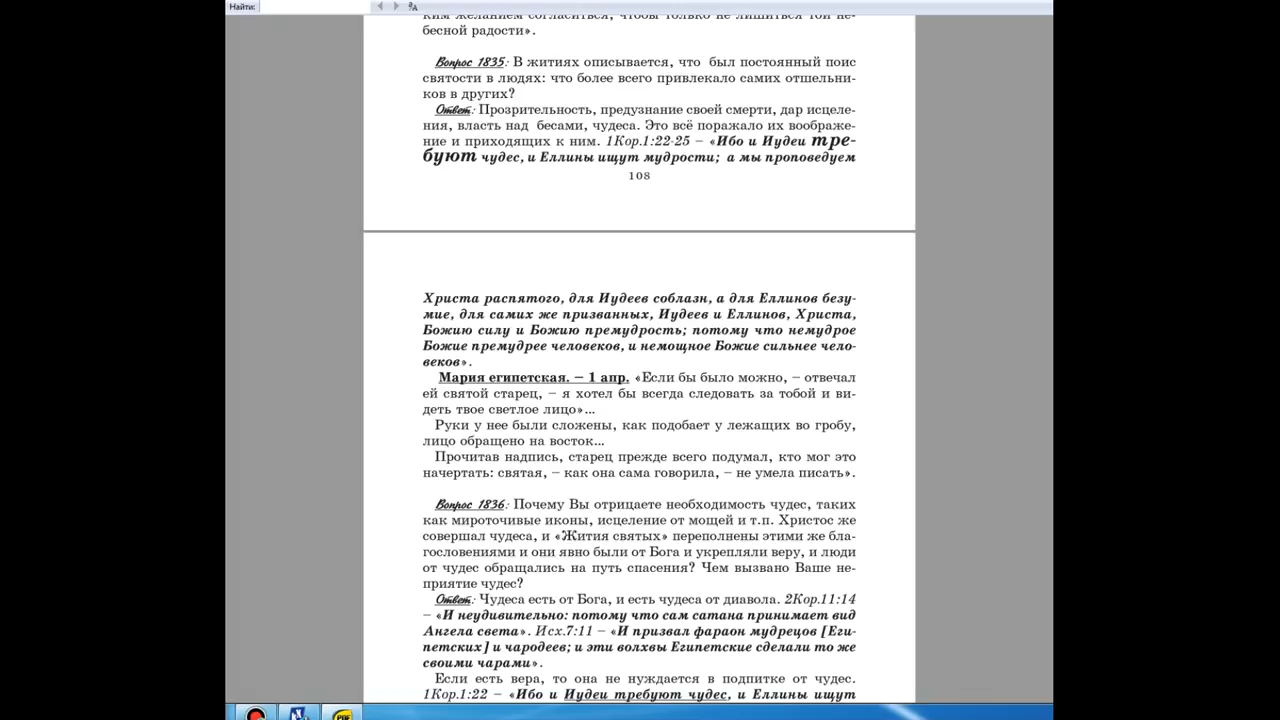 Найти:
ким желанием согласиться, чтобы только не лишиться той не-
бесной радости».
Вопрос 1835: В житиях описывается, что был постоянный поис
святости в людях: что более всего привлекало самих отшельни-
ков в других?
Ответ: Прозрительность, предузнание своей смерти, дар исцеле-
ния, власть над бесами, чудеса. Это всё поражало их воображе-
ние и приходящих к ним. 1Кор.1:22-25 – «Ибо и Иудеи тре-
буют чудес, и Еллины ищут мудрости; а мы проповедуем
108
Христа распятого, для Иудеев соблазн, а для Еллинов безу-
мие, для самих же призванных, Иудеев и Еллинов, Христа,
Божию силу и Божию премудрость; потому что немудрое
Божие премудрее человеков, и немощное Божие сильнее чело-
веков».
Мария египетская. – 1 апр. «Если бы было можно, – отвечал
ей святой старец, – я хотел бы всегда следовать за тобой и ви-
деть твое светлое лицо»...
Руки у нее были сложены, как подобает у лежащих во гробу,
лицо обращено на восток...
Прочитав надпись, старец прежде всего подумал, кто мог это
начертать: святая, – как она сама говорила, – не умела писать».
Вопрос 1836: Почему Вы отрицаете необходимость чудес, таких
как мироточивые иконы, исцеление от мощей и т.п. Христос же
совершал чудеса, и «Жития святых» переполнены этими же бла-
гословениями и они явно были от Бога и укрепляли веру, и люди
от чудес обращались на путь спасения? Чем вызвано Ваше не-
приятие чудес?
Ответ: Чудеса есть от Бога, и есть чудеса от диавола. 2Кор.11:14
– «И неудивительно: потому что сам сатана принимает вид
Ангела света». Исх.7:11 – «И призвал фараон мудрецов [Еги-
петских] и чародеев; и эти волхвы Египетские сделали то же
своими чарами».
Если есть вера, то она не нуждается в подпитке от чудес.
1Кор.1:22 – «Ибо и Иудеи требуют чудес, и Еллины ищут
PDF